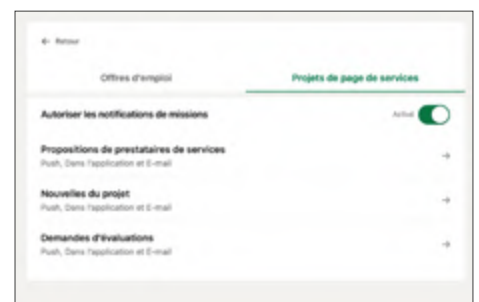 ← Retour
Offres d'emploi
Projets de page de services
Autoriser les notifications de missions
Activé
Propositions de prestataires de services
Push, Dans l'application et E-mail
→
Nouvelles du projet
Push, Dans l'application et E-mail
→
Demandes d'évaluations
Push, Dans l'application et E-mail
→